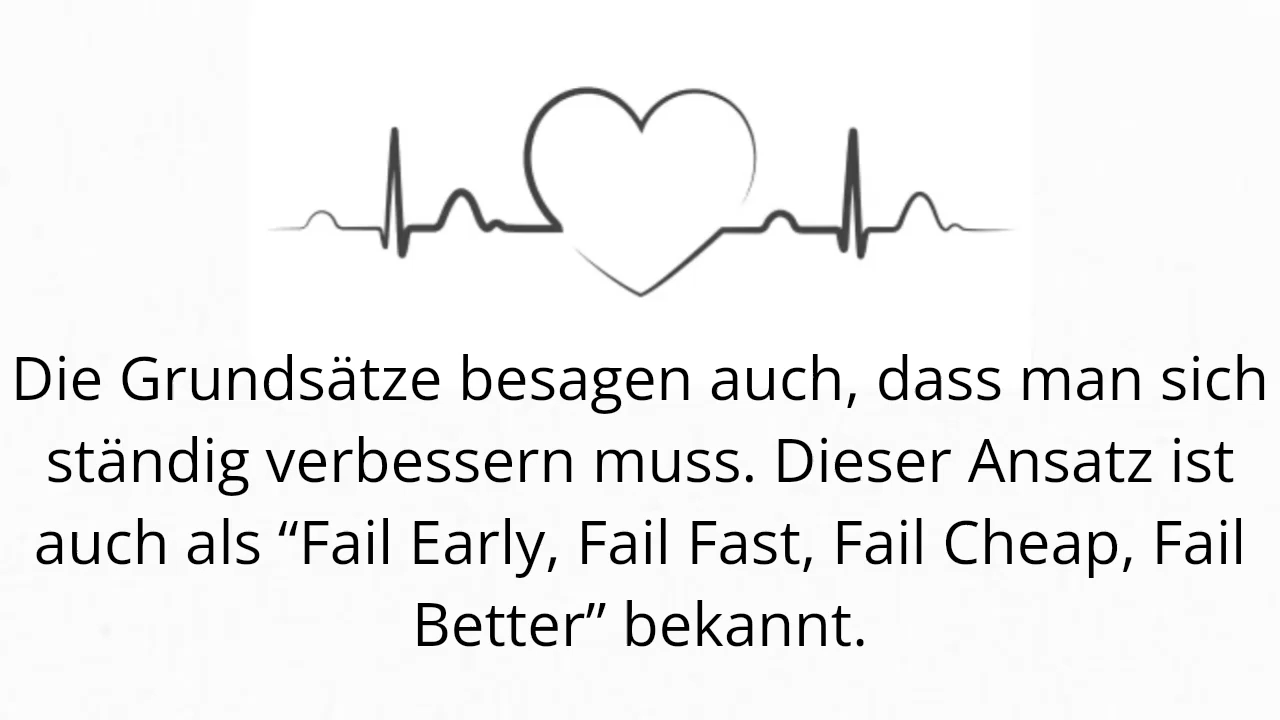 Die Grundsätze besagen auch, dass man sich
ständig verbessern muss. Dieser Ansatz ist
auch als “Fail Early, Fail Fast, Fail Cheap, Fail
Better” bekannt.